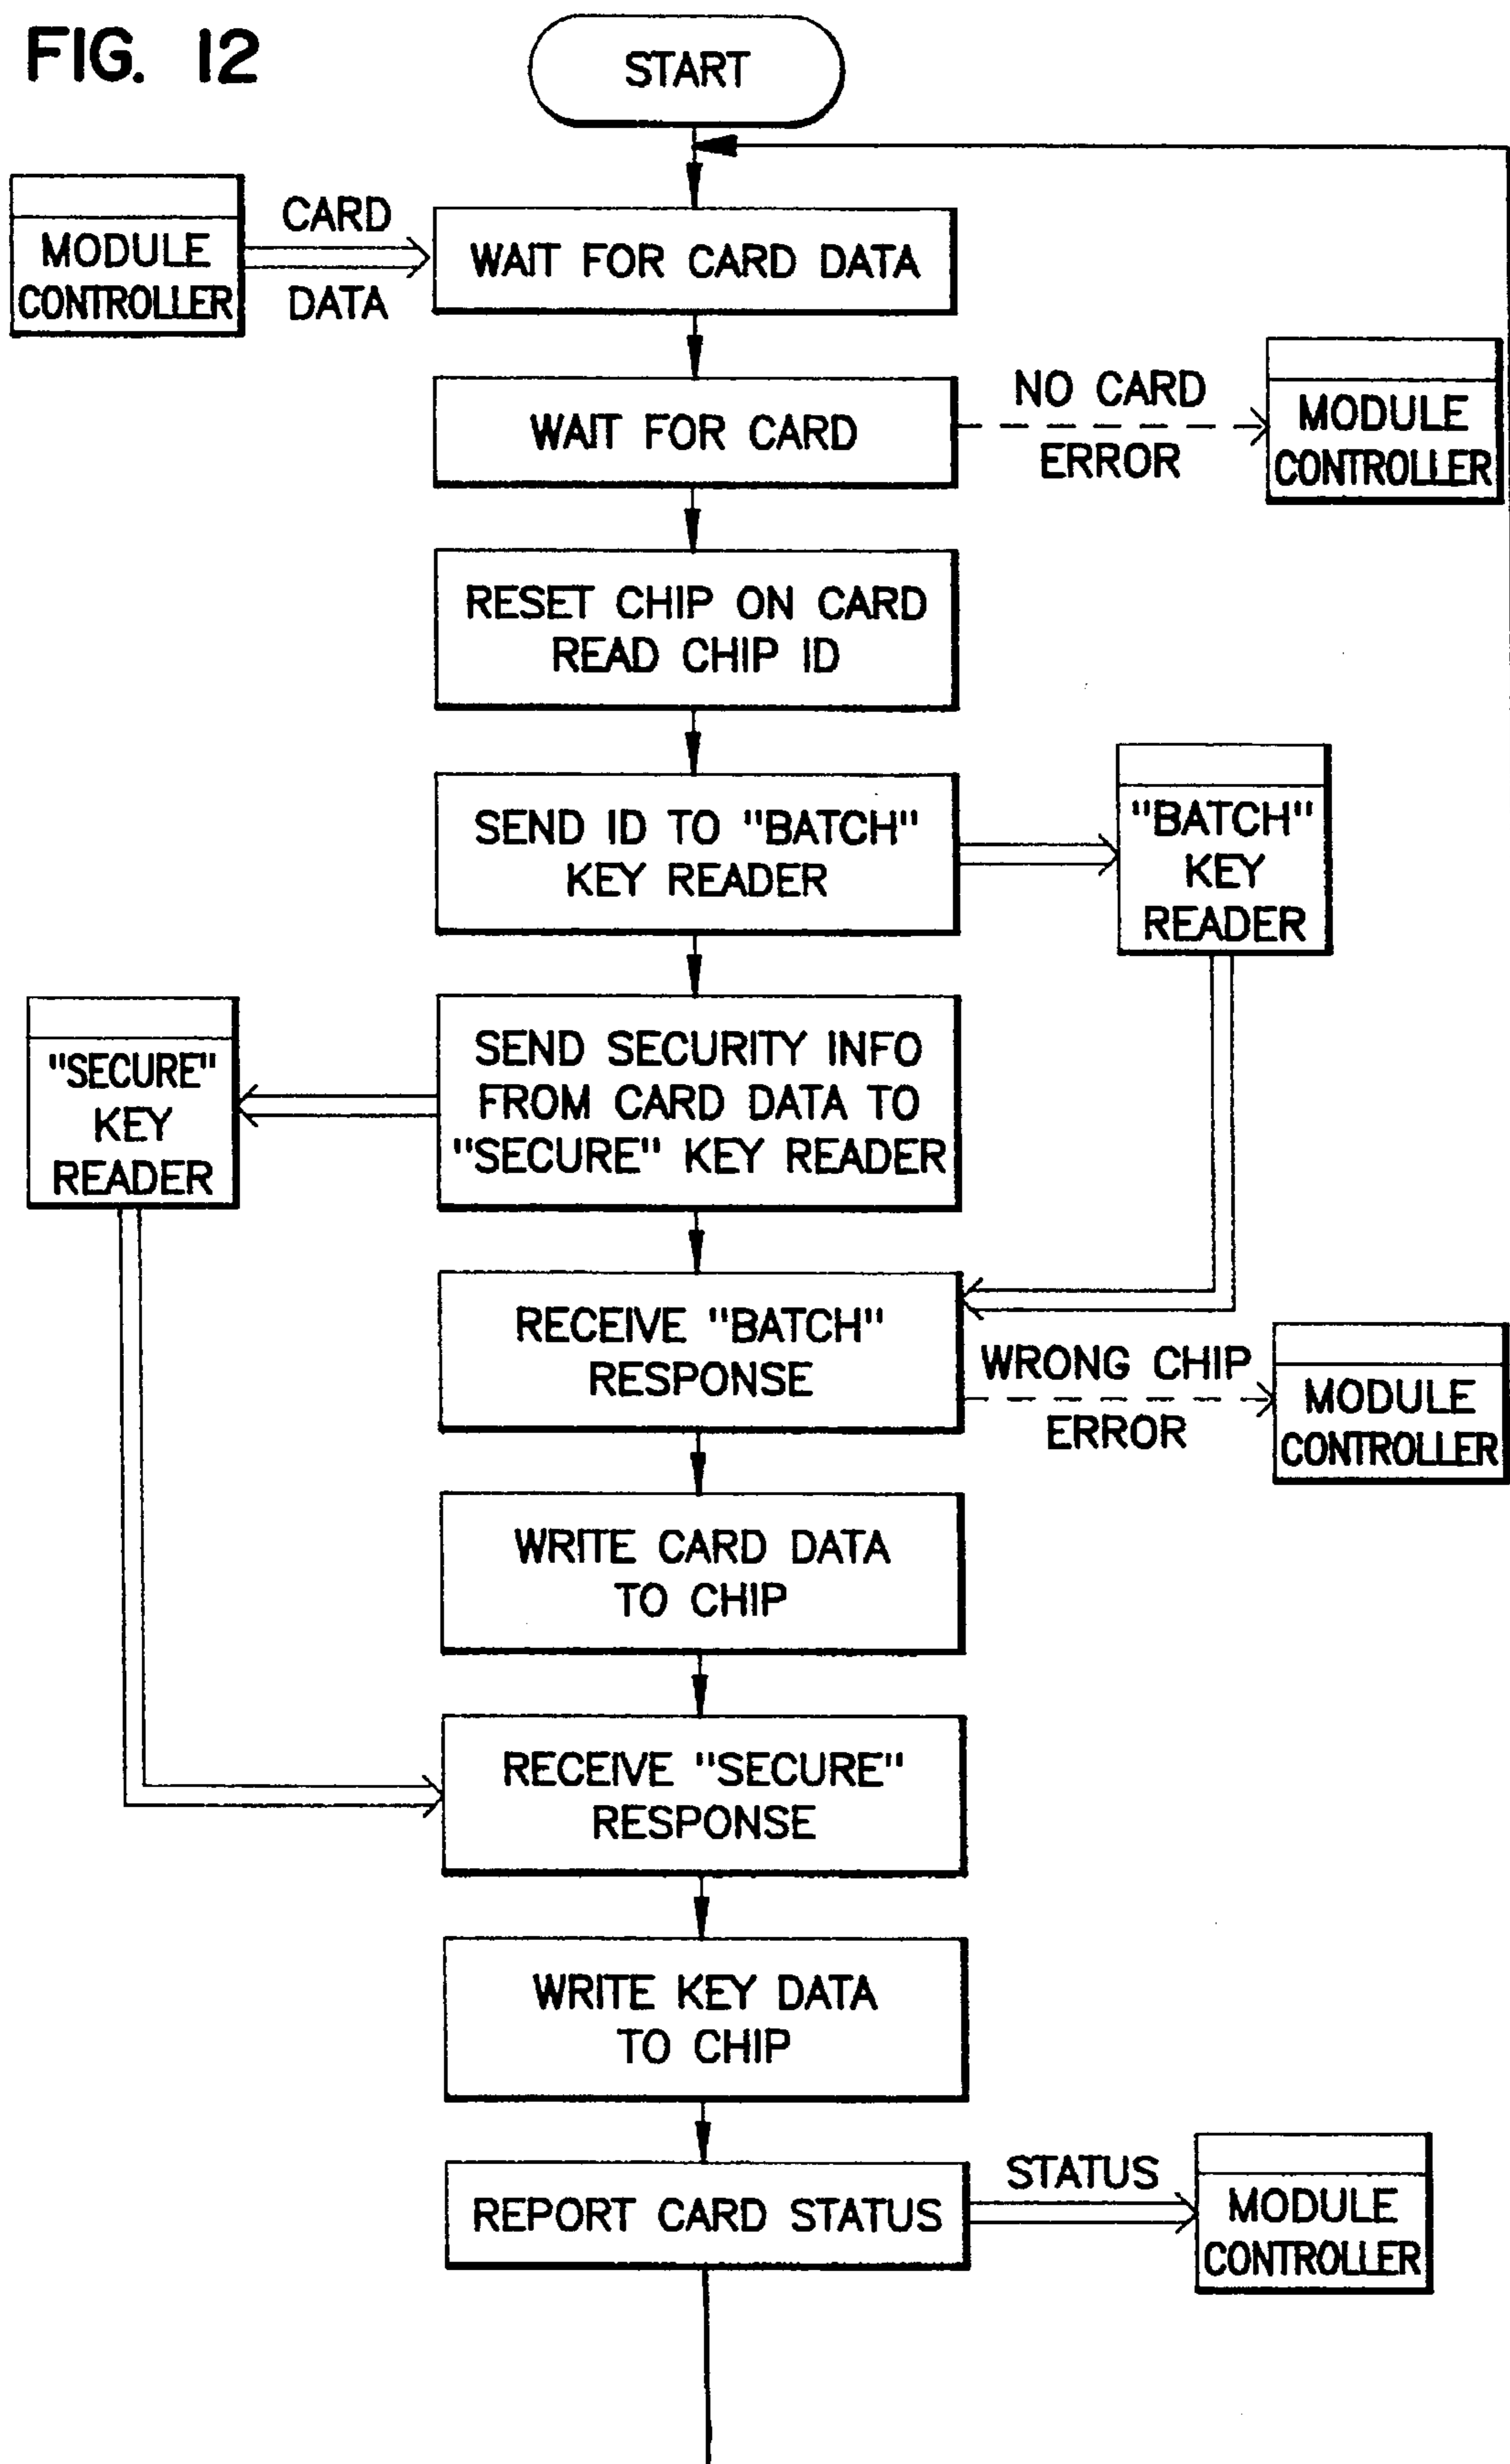 FIG. 12
START
MODULE
CONTROLLER
CARD
DATA
WAIT FOR CARD DATA
WAIT FOR CARD
NO CARD
ERROR
MODULE
CONTROLLER
RESET CHIP ON CARD
READ CHIP ID
SEND ID TO "BATCH"
KEY READER
"BATCH"
KEY
READER
"SECURE"
KEY
READER
SEND SECURITY INFO
FROM CARD DATA TO
"SECURE" KEY READER
RECEIVE "BATCH"
RESPONSE
WRONG CHIP
ERROR
MODULE
CONTROLLER
WRITE CARD DATA
TO CHIP
RECEIVE "SECURE"
RESPONSE
WRITE KEY DATA
TO CHIP
REPORT CARD STATUS
STATUS
MODULE
CONTROLLER